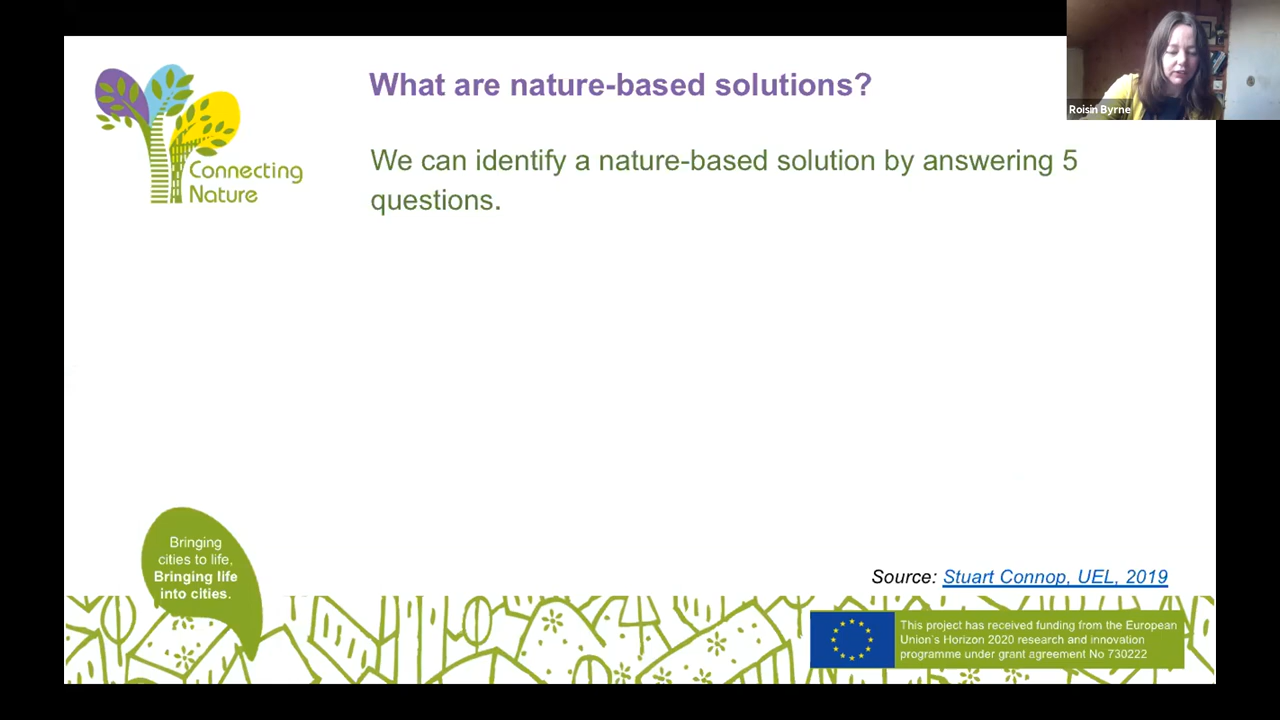 What are nature-based solutions?
Roisin Byrne
We can identify a nature-based solution by answering 5
questions.
Connecting
Nature
Bringing
cities to life,
Bringing life
into cities.
Source: Stuart Connop, UEL, 2019
This project has received funding from the European
Union's Horizon 2020 research and innovation
programme under grant agreement No 730222